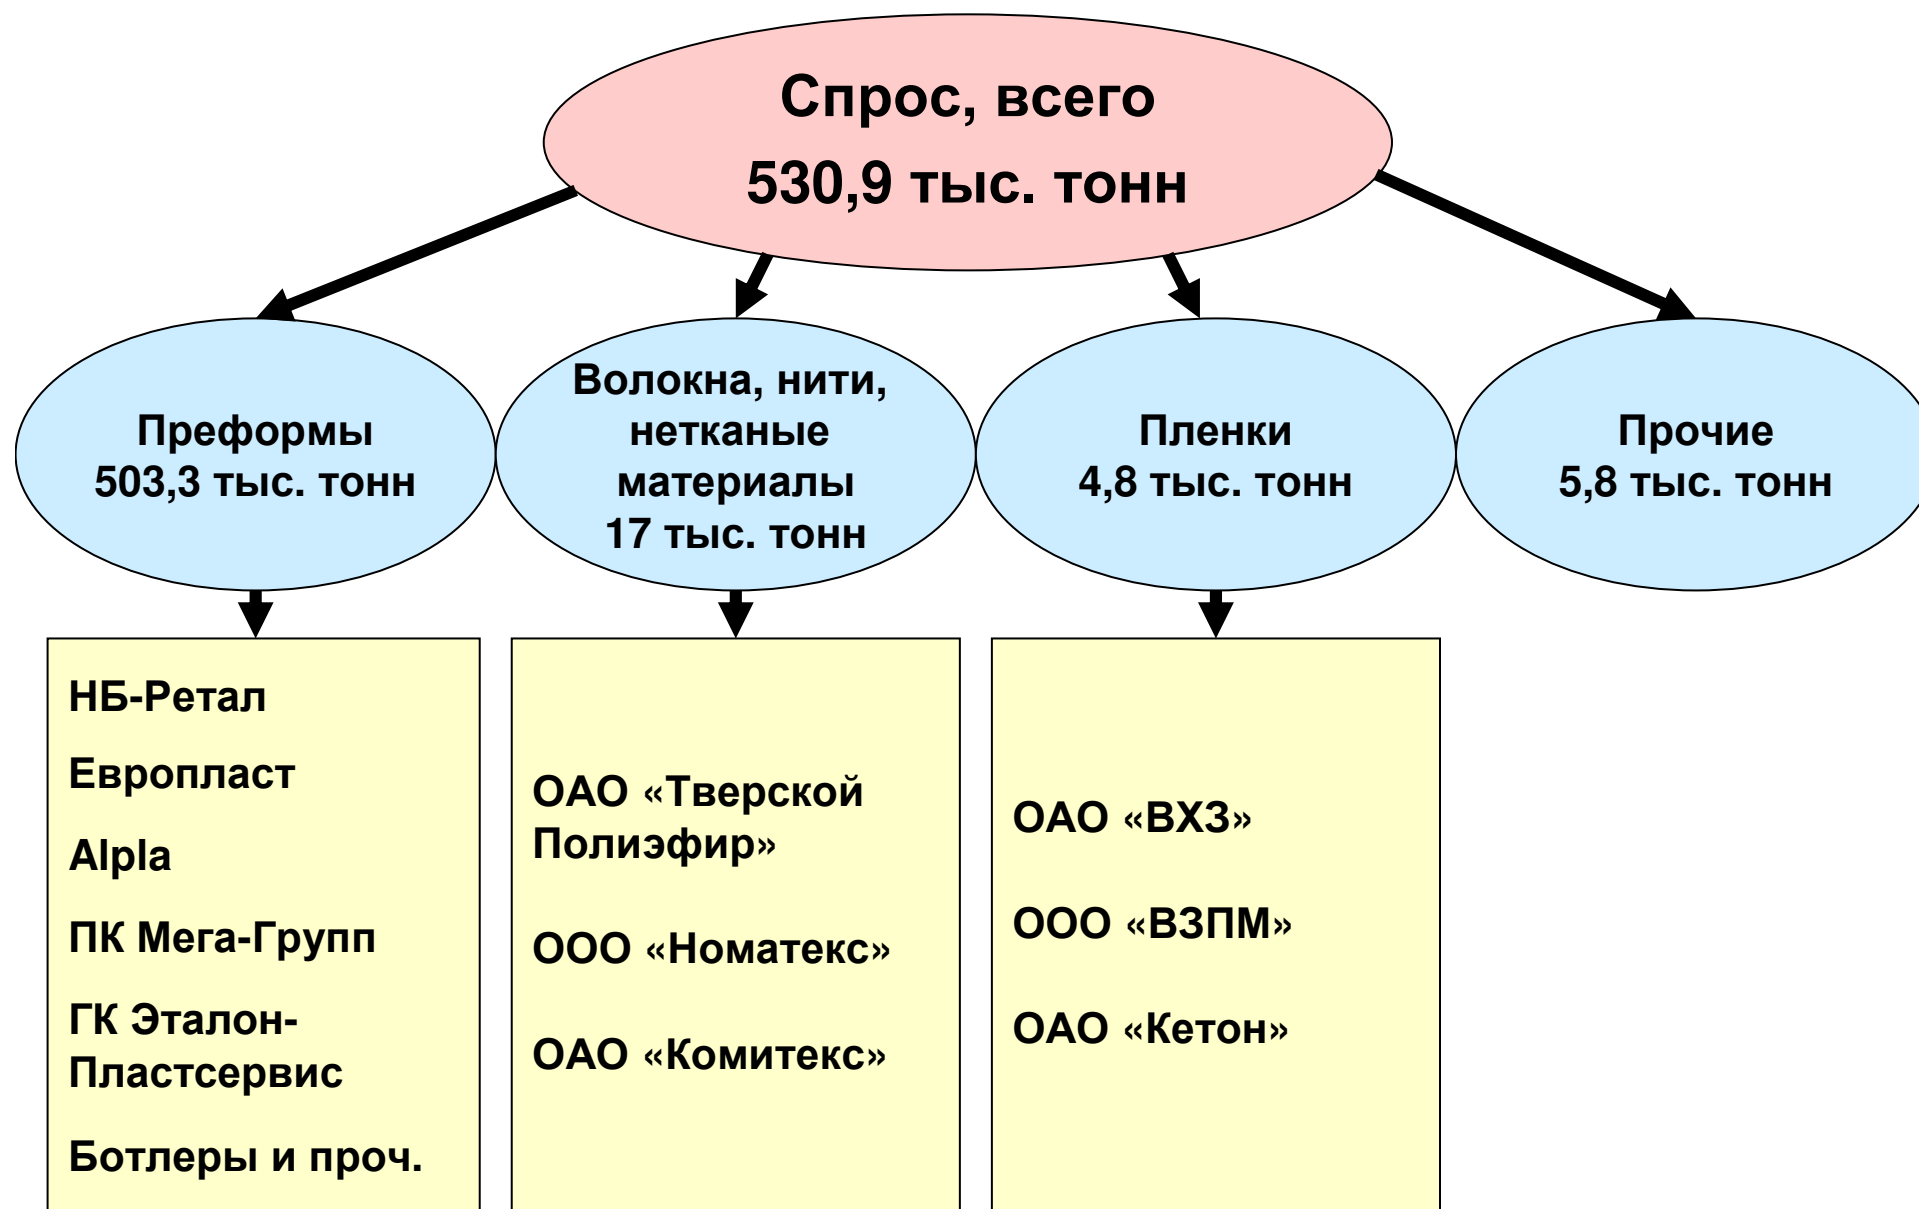 Спрос, всего
530,9 тыс. тонн
Преформы
503,3 тыс. тонн
Волокна, нити,
нетканые
материалы
17 тыс. тонн
Пленки
4,8 тыс. тонн
Прочие
5,8 тыс. тонн
НБ-Ретал
Европласт
Alpla
ПК Мега-Групп
ГК Эталон-
Пластсервис
Ботлеры и проч.
ОАО «Тверской
Полиэфир»
ООО «Номатекс»
ОАО «Комитекс»
ОАО «ВХЗ»
ООО «ВЗПМ»
ОАО «Кетон»